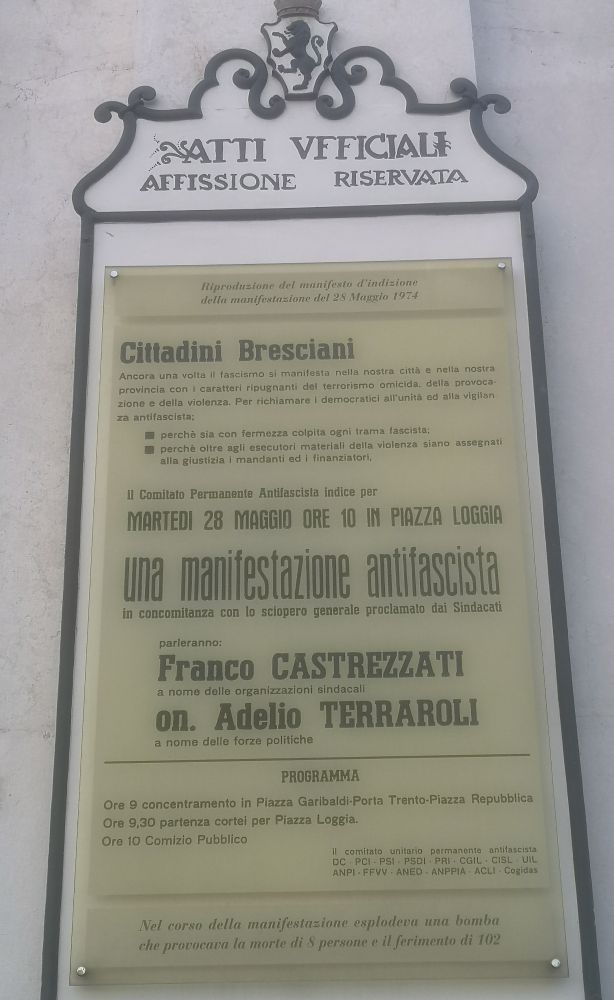 ATTI VFFICIALI
AFFISSIONE RISERVATA
Riproduzione del manifesto d'indizione
della manifestazione del 28 Maggio 1974
Cittadini Bresciani
Ancora una volta il fascismo si manifesta nella nostra città e nella nostra
provincia con i caratteri ripugnanti del terrorismo omicida, della provoca-
zione e della violenza. Per richiamare i democratici all'unità ed alla vigilan-
za antifascista;
perchè sia con fermezza colpita ogni trama fascista;
perchè oltre agli esecutori materiali della violenza siano assegnati
alla giustizia i mandanti ed i finanziatori,
il Comitato Permanente Antifascista indice per
MARTEDI 28 MAGGIO ORE 10 IN PIAZZA LOGGIA
una manifestazione antifascista
in concomitanza con lo sciopero generale proclamato dai Sindacati
parleranno:
Franco CASTREZZATI
a nome delle organizzazioni sindacali
on. Adelio TERRAROLI
a nome delle forze politiche
PROGRAMMA
Ore 9 concentramento in Piazza Garibaldi-Porta Trento-Piazza Repubblica
Ore 9,30 partenza cortei per Piazza Loggia.
Ore 10 Comizio Pubblico
il comitato unitario permanente antifascista
DC - PCI - PSI - PSDI - PRI - CGIL - CISL - UIL
ANPI - FFVV - ANED - ANPPIA - ACLI - Cogidas
Nel corso della manifestazione esplodeva una bomba
che provocava la morte di 8 persone e il ferimento di 102